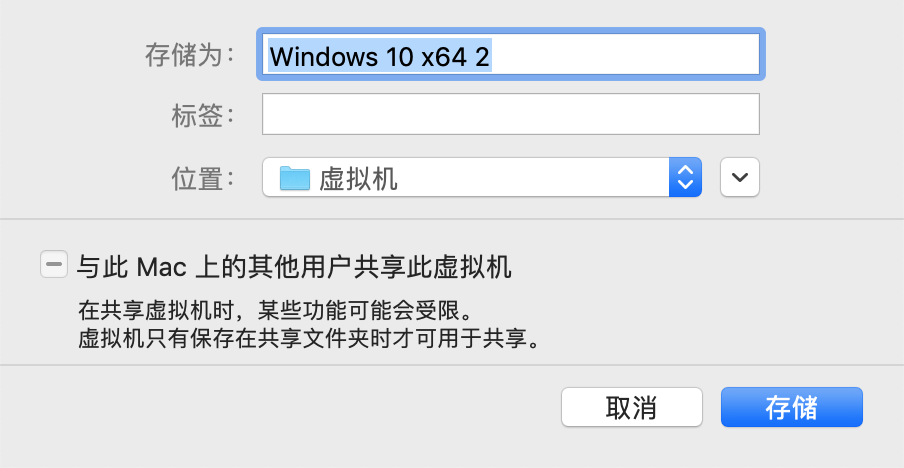 存储为：
Windows 10 x64 2
标签：
位置：
虚拟机
与此 Mac 上的其他用户共享此虚拟机
在共享虚拟机时，某些功能可能会受限。
虚拟机只有保存在共享文件夹时才可用于共享。
取消
存储